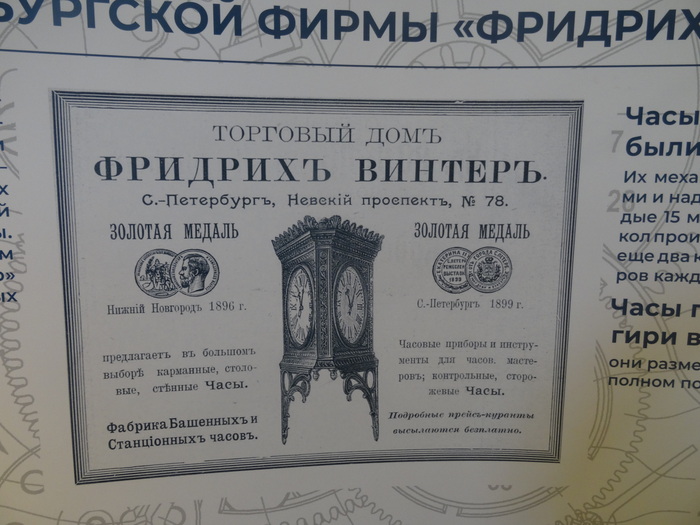 БУРГСКОЙ ФИРМЫ «ФРИДРИХ
ТОРГОВЫЙ ДОМЪ
ФРИДРИХЪ ВИНТЕРЪ.
С.-Петербургъ, Невскій проспектъ, № 78.
ЗОЛОТАЯ МЕДАЛЬ
Нижній Новгородъ 1896 г.
предлагаетъ въ большомъ
выборѣ карманные, столо-
вые, стѣнные Часы.
Фабрика Башенныхъ и
Станціонныхъ часовъ.
ЗОЛОТАЯ МЕДАЛЬ
С.-Петербургъ 1899 г.
Часовые приборы и инстру-
менты для часов. масте-
ровъ; контрольные, сторо-
жевые Часы.
Подробные прейсъ-куранты
высылаются безплатно.
Часы
были
Их меха
ми и над
дые 15 м
кол прои
еще два к
ров кажд
Часы п
гири в
они разме
полном по